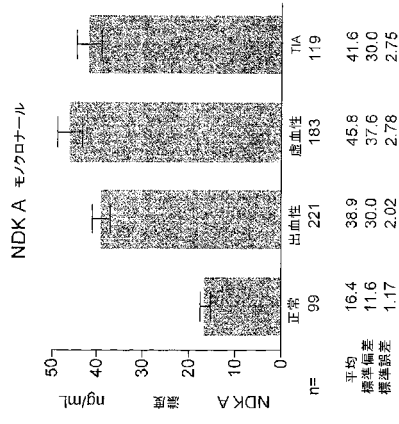 NDK A モノクロナール
NDK A 濃度 ng/mL
50
40
30
20
10
0
正常 出血性 虚血性 TIA
n= 99 221 183 119
平均 16.4 38.9 45.8 41.6
標準偏差 11.6 30.0 37.6 30.0
標準誤差 1.17 2.02 2.78 2.75